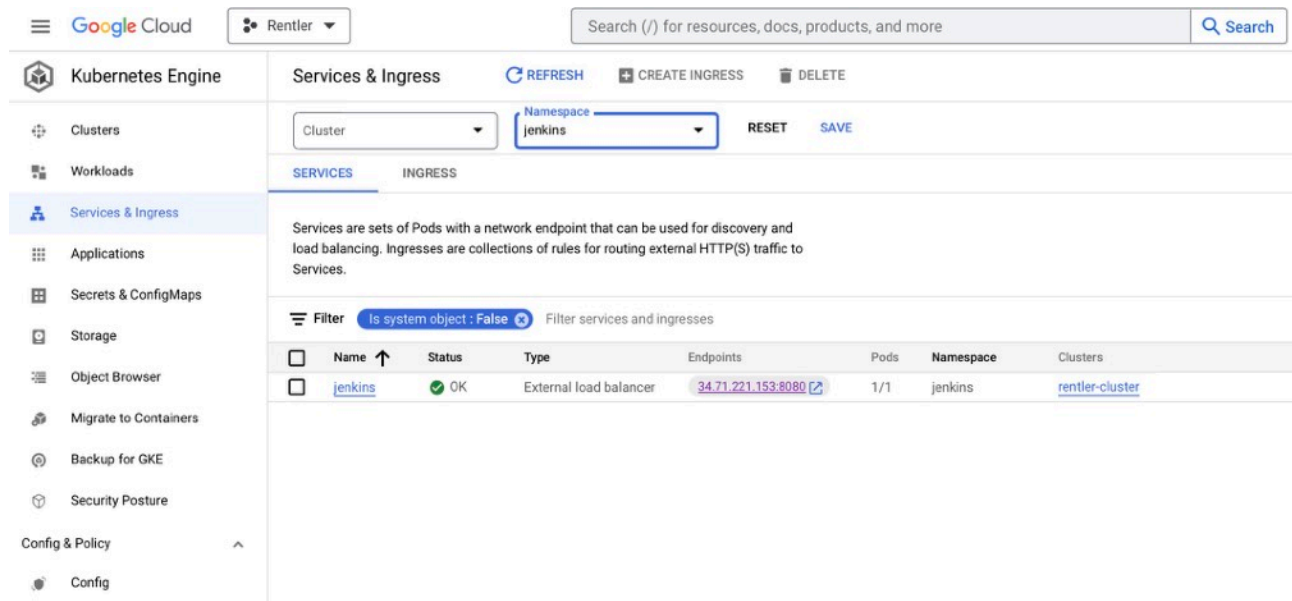 Google Cloud
Rentler
Search (/) for resources, docs, products, and more
Search
Kubernetes Engine
Services & Ingress
REFRESH
CREATE INGRESS
DELETE
Clusters
Workloads
Services & Ingress
Applications
Secrets & ConfigMaps
Storage
Object Browser
Migrate to Containers
Backup for GKE
Security Posture
Config & Policy
Config
Cluster
Namespace
jenkins
RESET
SAVE
SERVICES
INGRESS
Services are sets of Pods with a network endpoint that can be used for discovery and
load balancing. Ingresses are collections of rules for routing external HTTP(S) traffic to
Services.
Filter
Is system object : False
Filter services and ingresses
Name Status Type Endpoints Pods Namespace Clusters
jenkins OK External load balancer 34.71.221.153:8080 1/1 jenkins rentler-cluster